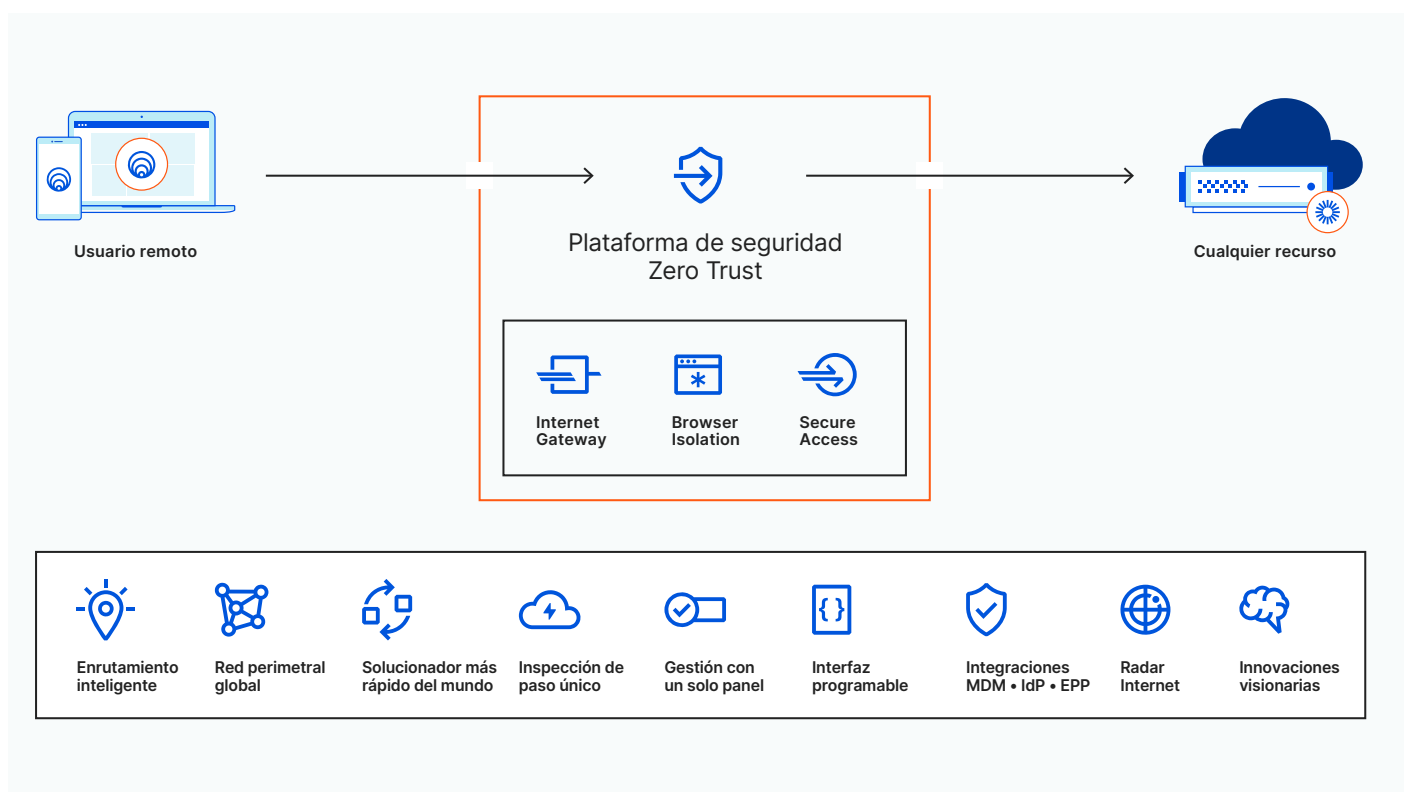 Usuario remoto
Plataforma de seguridad
Zero Trust
Cualquier recurso
Internet
Gateway
Browser
Isolation
Secure
Access
Enrutamiento
inteligente
Red perimetral
global
Solucionador más
rápido del mundo
Inspección de
paso único
Gestión con
un solo panel
Interfaz
programable
Integraciones
MDM • IdP • EPP
Radar
Internet
Innovaciones
visionarias